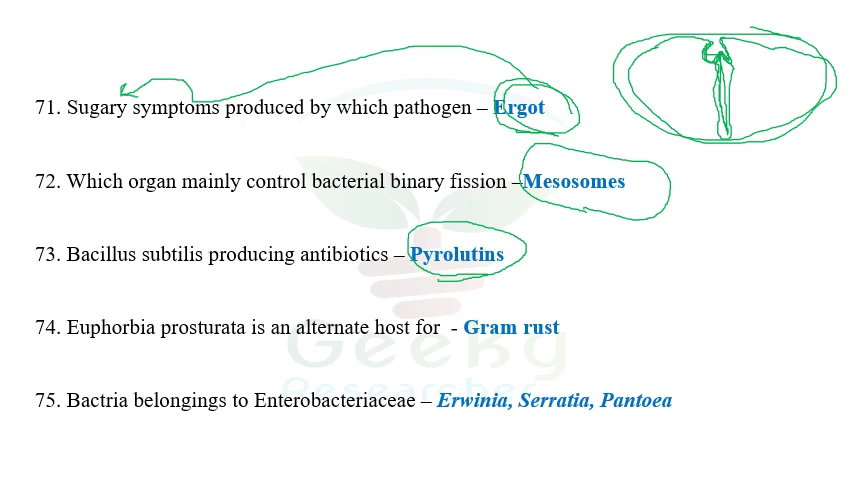 71. Sugary symptoms produced by which pathogen – Ergot
72. Which organ mainly control bacterial binary fission –Mesosomes
73. Bacillus subtilis producing antibiotics – Pyrolutins
74. Euphorbia prosturata is an alternate host for - Gram rust
Geeky
Researcher
75. Bactria belongings to Enterobacteriaceae – Erwinia, Serratia, Pantoea